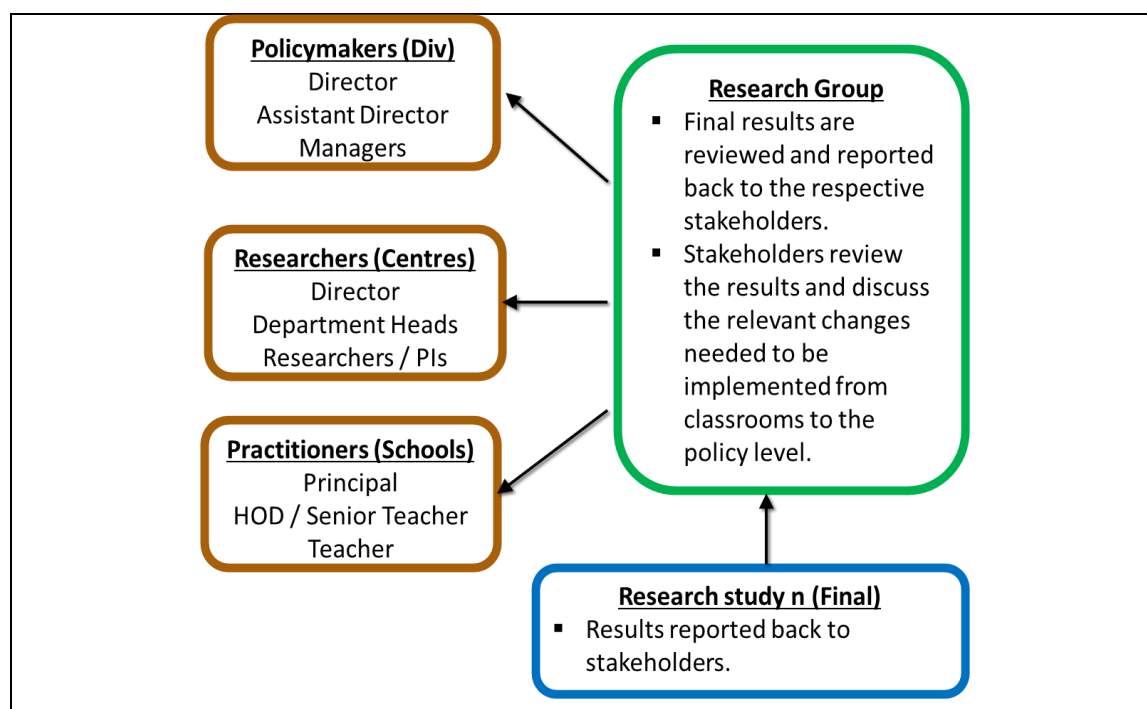 Policymakers (Div)
Director
Assistant Director
Managers
Researchers (Centres)
Director
Department Heads
Researchers / PIs
Practitioners (Schools)
Principal
HOD / Senior Teacher
Teacher
Research Group
▪ Final results are
reviewed and reported
back to the respective
stakeholders.
▪ Stakeholders review
the results and discuss
the relevant changes
needed to be
implemented from
classrooms to the
policy level.
Research study n (Final)
▪ Results reported back to
stakeholders.